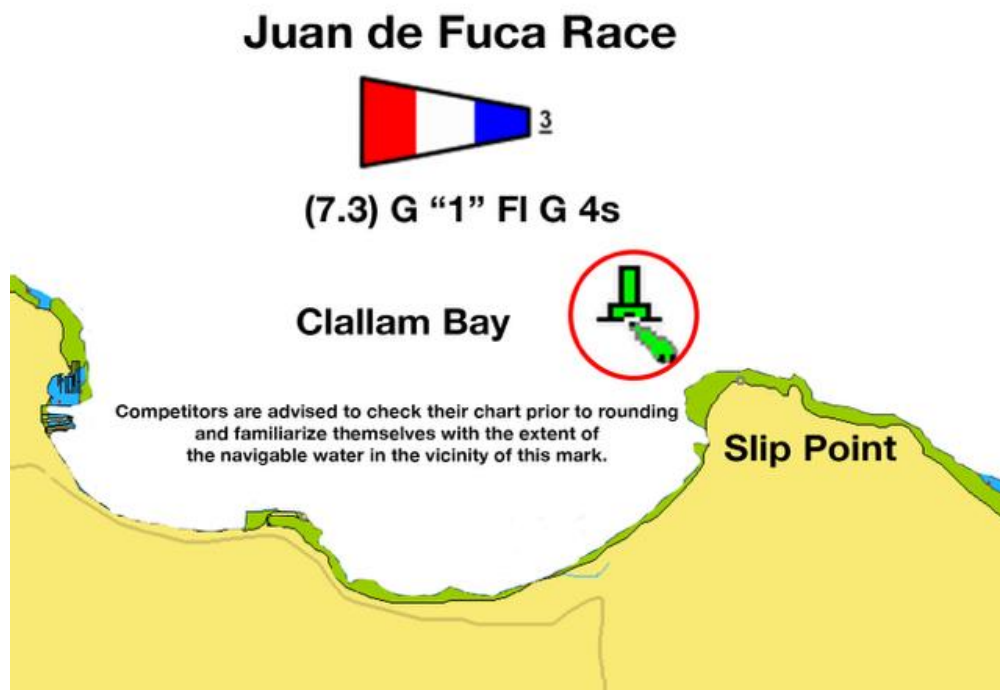 Juan de Fuca Race
3
(7.3) G “1” Fl G 4s
Clallam Bay
Competitors are advised to check their chart prior to rounding
and familiarize themselves with the extent of
the navigable water in the vicinity of this mark.
Slip Point